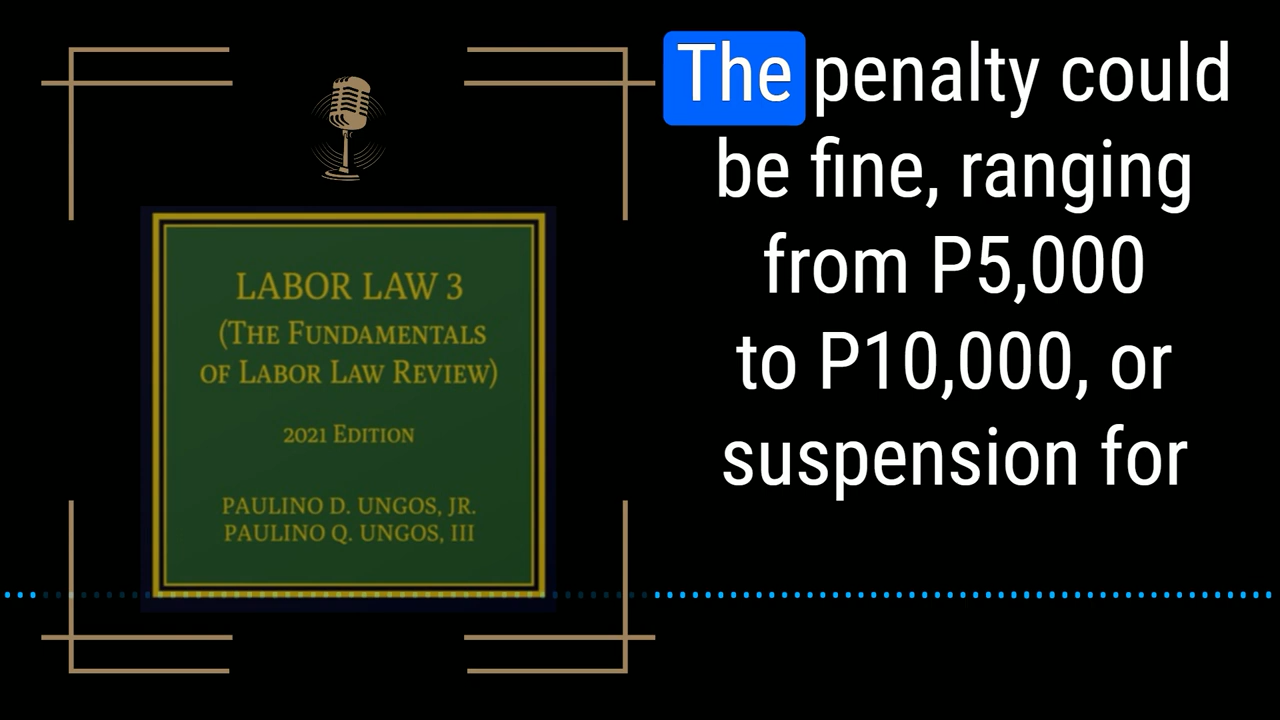 LABOR LAW 3
(THE FUNDAMENTALS
OF LABOR LAW REVIEW)
2021 EDITION
PAULINO D. UNGOS, JR.
PAULINO Q. UNGOS, III
The penalty could
be fine, ranging
from P5,000
to P10,000, or
suspension for